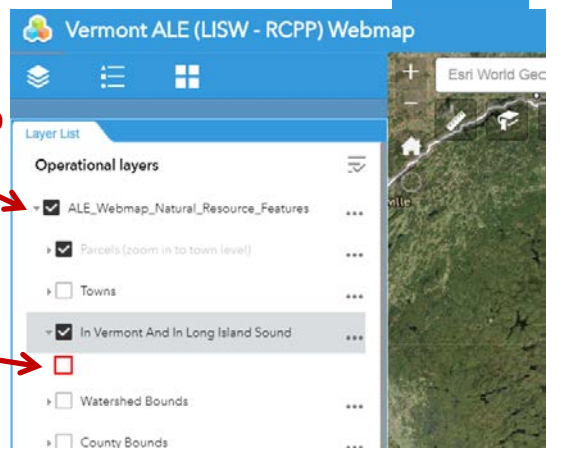 Vermont ALE (LISW - RCPP) Webmap
Esri World Geo
Layer List
Operational layers
ALE_Webmap_Natural_Resource_Features
Parcels (zoom in to town level)
Towns
In Vermont And In Long Island Sound
Watershed Bounds
County Bounds
ville